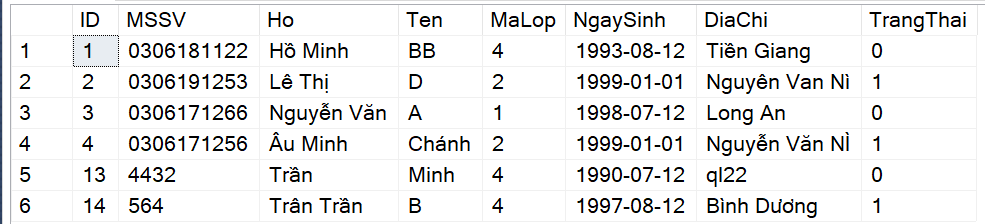 ID MSSV Ho Ten MaLop NgaySinh DiaChi TrangThai
1 1 0306181122 Hồ Minh BB 4 1993-08-12 Tiền Giang 0
2 2 0306191253 Lê Thị D 2 1999-01-01 Nguyên Van Nì 1
3 3 0306171266 Nguyễn Văn A 1 1998-07-12 Long An 0
4 4 0306171256 Âu Minh Chánh 2 1999-01-01 Nguyễn Văn NÌ 1
5 13 4432 Trần Minh 4 1990-07-12 ql22 0
6 14 564 Trân Trần B 4 1997-08-12 Bình Dương 1